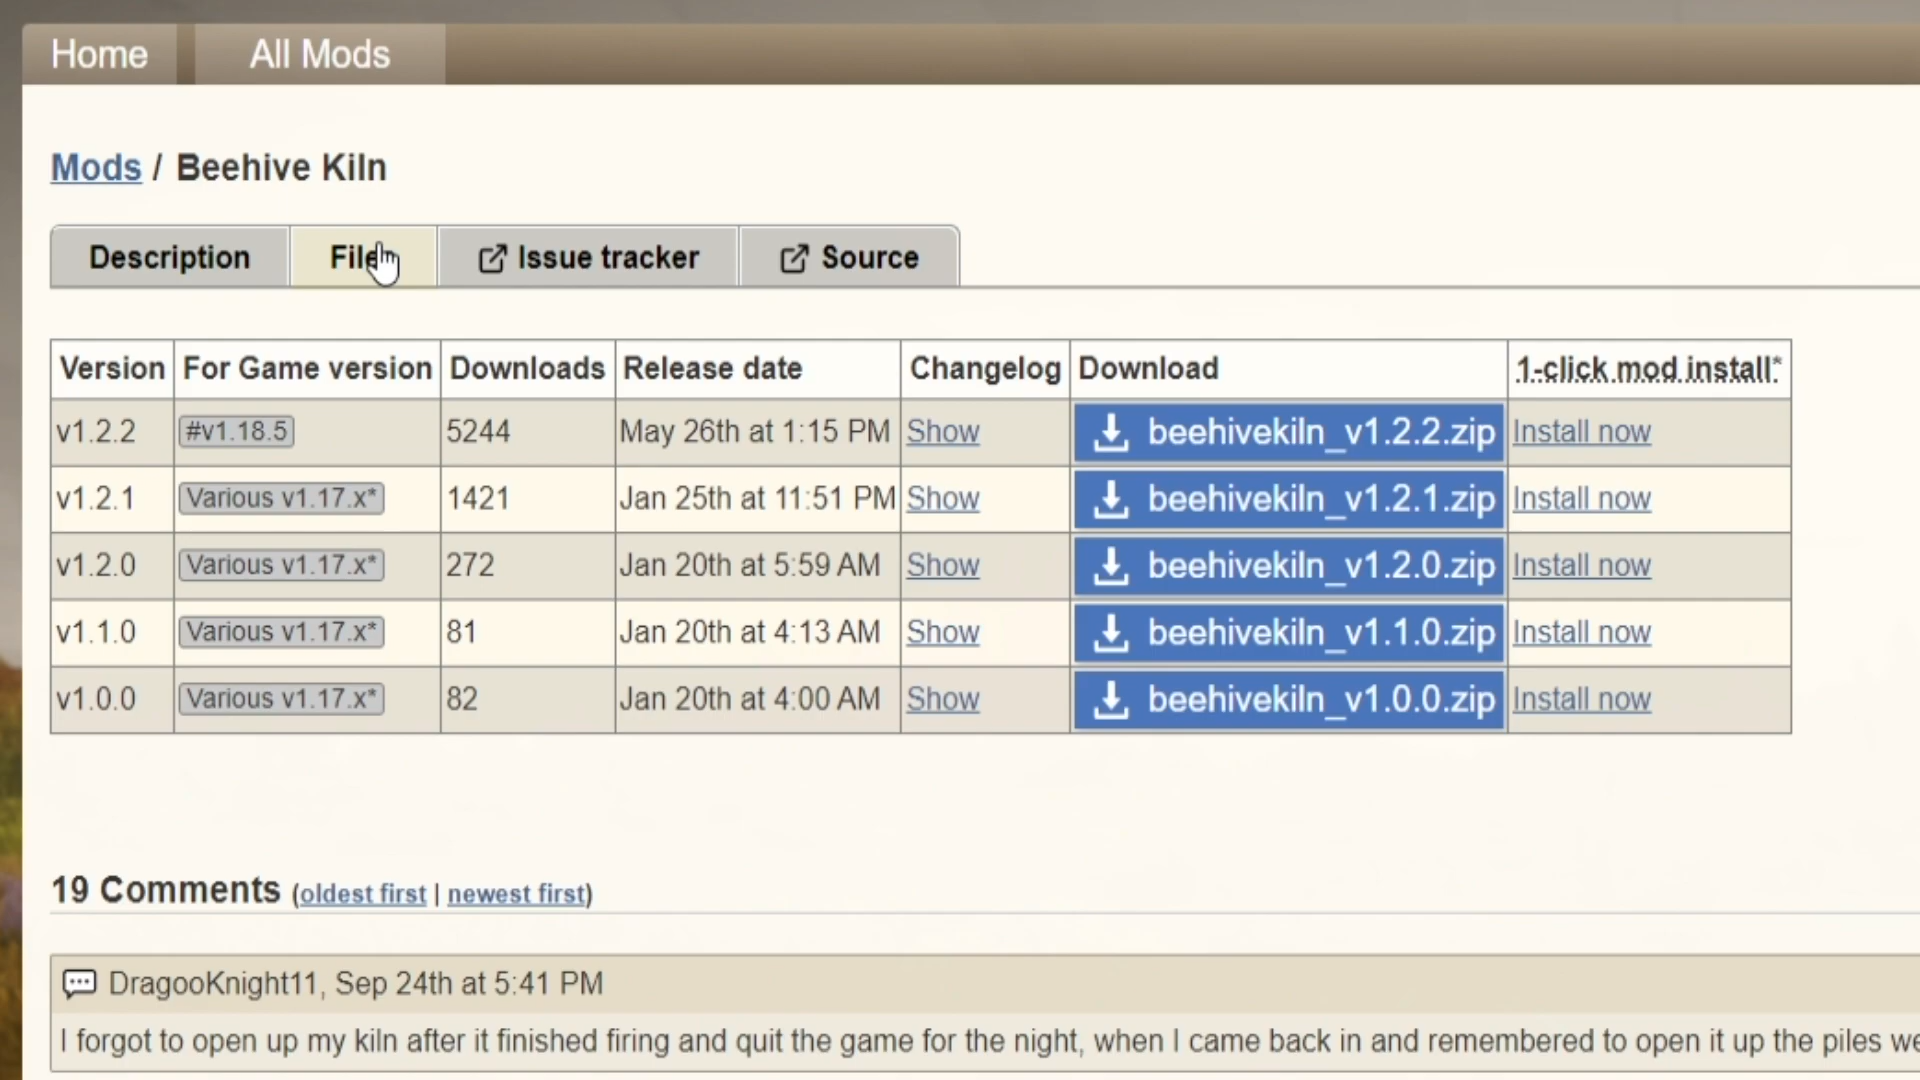 Home All Mods
Mods / Beehive Kiln
Description Issue tracker Source
Version For Game version Downloads Release date Changelog Download 1-click mod install*
v1.2.2 #v1.18.5 5244 May 26th at 1:15 PM Show beehivekiln_v1.2.2.zip Install now
v1.2.1 Various v1.17.x* 1421 Jan 25th at 11:51 PM Show beehivekiln_v1.2.1.zip Install now
v1.2.0 Various v1.17.x* 272 Jan 20th at 5:59 AM Show beehivekiln_v1.2.0.zip Install now
v1.1.0 Various v1.17.x* 81 Jan 20th at 4:13 AM Show beehivekiln_v1.1.0.zip Install now
v1.0.0 Various v1.17.x* 82 Jan 20th at 4:00 AM Show beehivekiln_v1.0.0.zip Install now
19 Comments (oldest first | newest first)
DragooKnight11, Sep 24th at 5:41 PM
I forgot to open up my kiln after it finished firing and quit the game for the night, when I came back in and remembered to open it up the piles